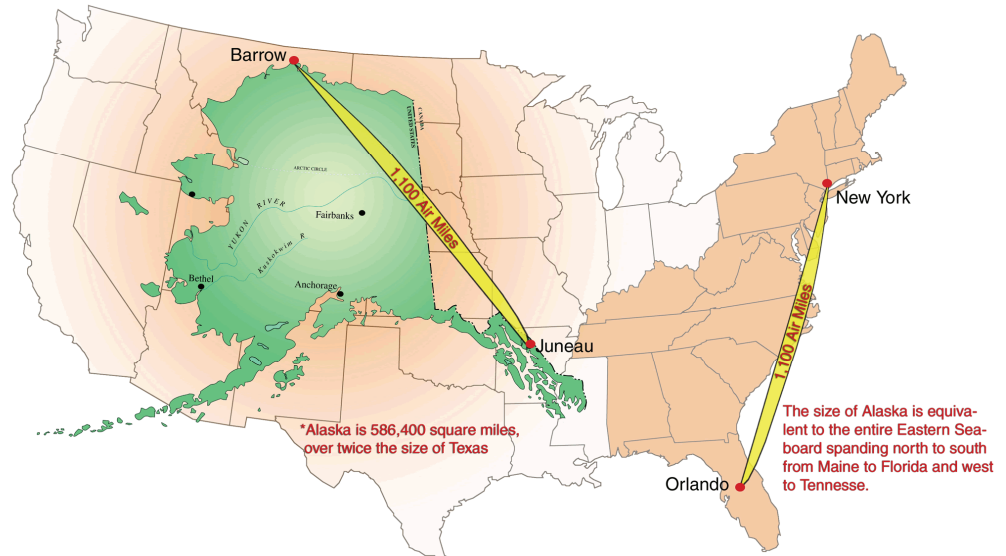 Barrow
CANADA
UNITED STATES
ARCTIC CIRCLE
1,100 Air Miles
YUKON RIVER
Fairbanks
Kuskokwim R
Bethel
Anchorage
Juneau
New York
1,100 Air Miles
Orlando
*Alaska is 586,400 square miles,
over twice the size of Texas
The size of Alaska is equiva-
lent to the entire Eastern Sea-
board spanding north to south
from Maine to Florida and west
to Tennesse.